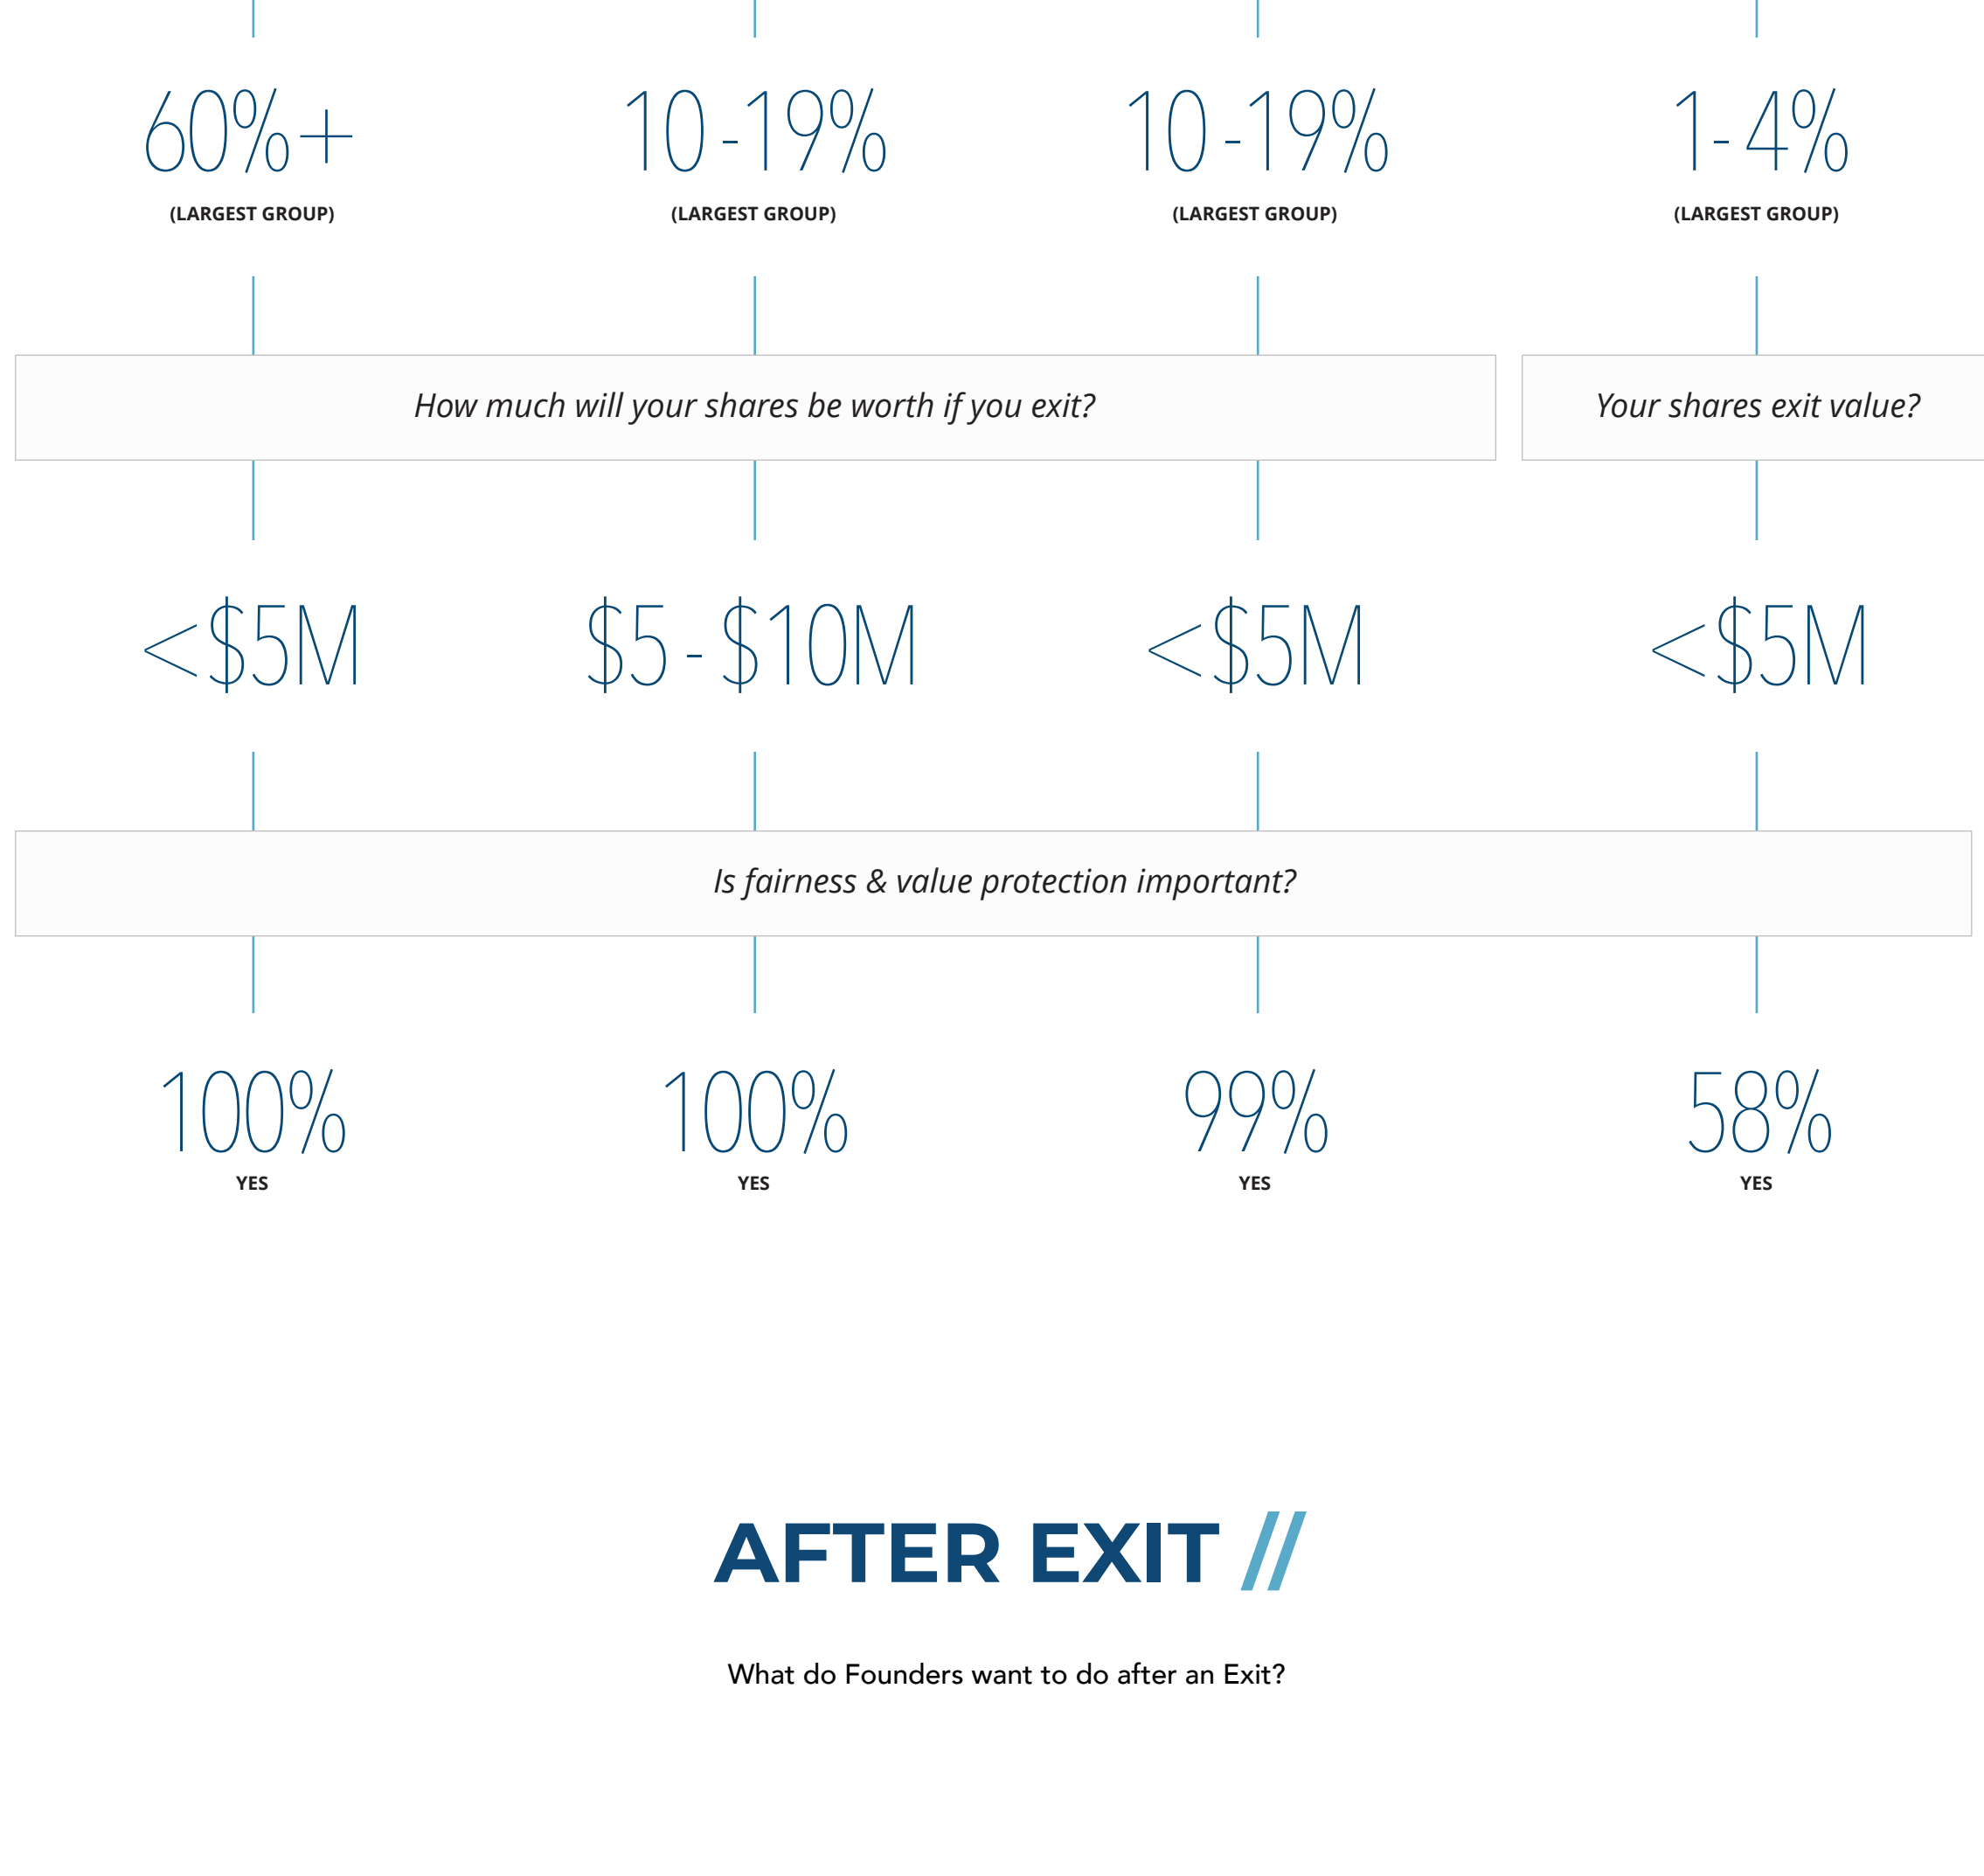 60%+ 10-19% 10-19% 1-4%
(LARGEST GROUP) (LARGEST GROUP) (LARGEST GROUP) (LARGEST GROUP)
How much will your shares be worth if you exit? Your shares exit value?
<$5M $5-$10M <$5M <$5M
Is fairness & value protection important?
100% 100% 99% 58%
YES YES YES YES
AFTER EXIT //
What do Founders want to do after an Exit?